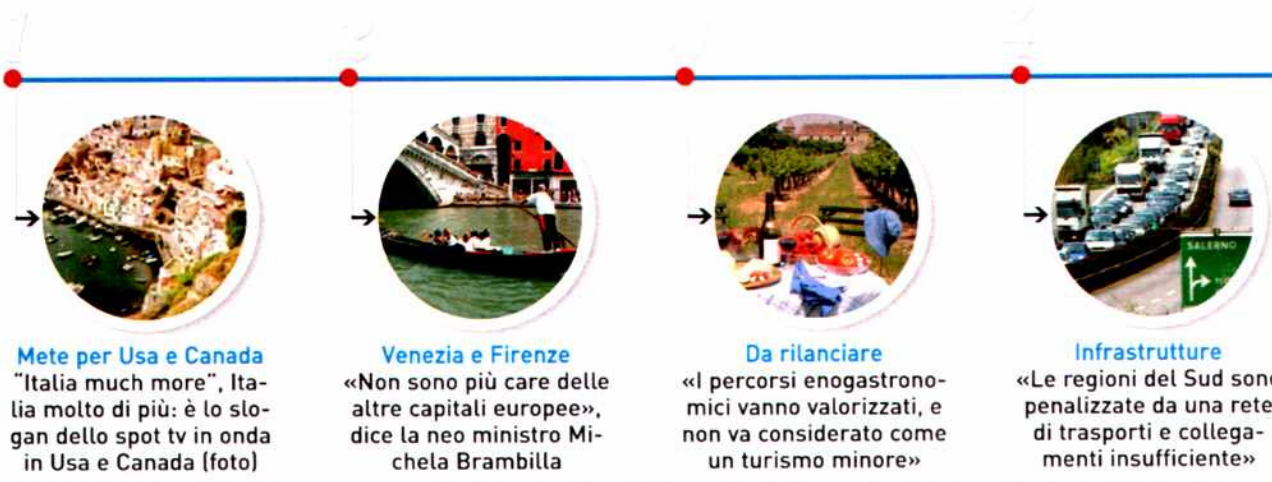 SALERNO
Mete per Usa e Canada
"Italia much more", Ita-
lia molto di più: è lo slo-
gan dello spot tv in onda
in Usa e Canada (foto)
Venezia e Firenze
«Non sono più care delle
altre capitali europee»,
dice la neo ministro Mi-
chela Brambilla
Da rilanciare
«I percorsi enogastrono-
mici vanno valorizzati, e
non va considerato come
un turismo minore»
Infrastrutture
«Le regioni del Sud sono
penalizzate da una rete
di trasporti e collega-
menti insufficiente»